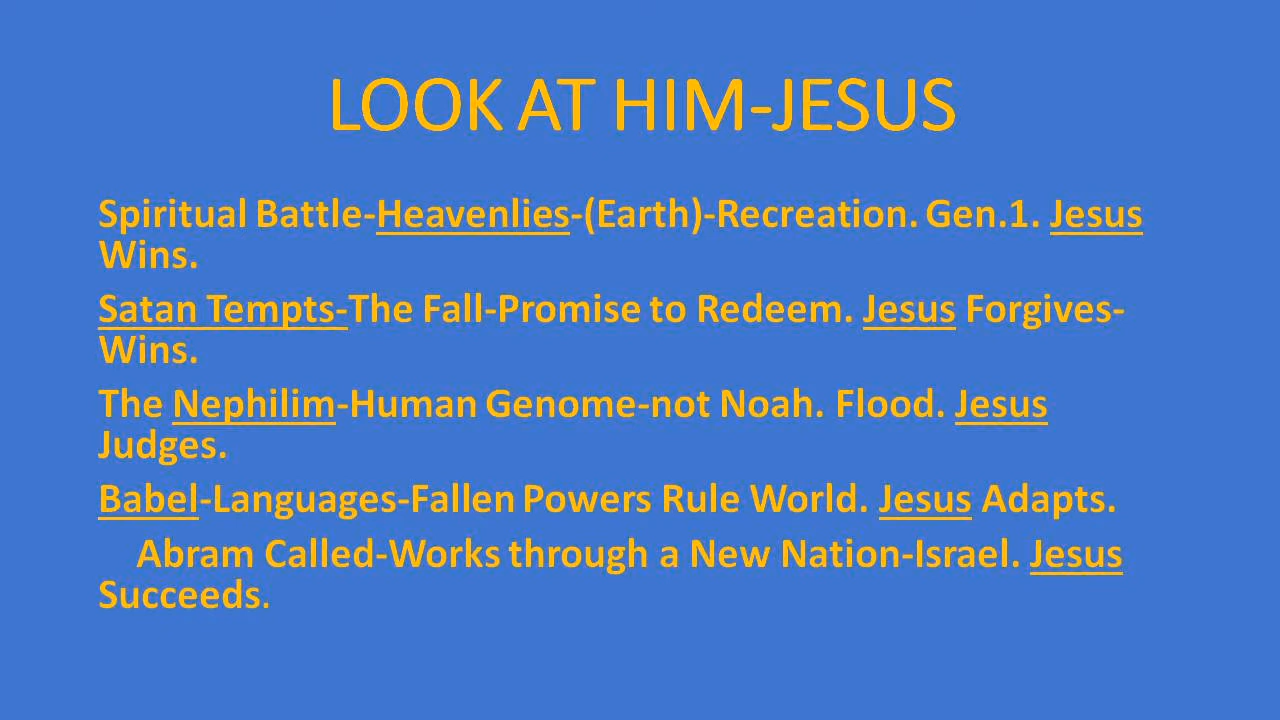 LOOK AT HIM-JESUS
Spiritual Battle-Heavenlies-(Earth)-Recreation. Gen.1. Jesus
Wins.
Satan Tempts-The Fall-Promise to Redeem. Jesus Forgives-
Wins.
The Nephilim-Human Genome-not Noah. Flood. Jesus
Judges.
Babel-Languages-Fallen Powers Rule World. Jesus Adapts.
Abram Called-Works through a New Nation-Israel. Jesus
Succeeds.